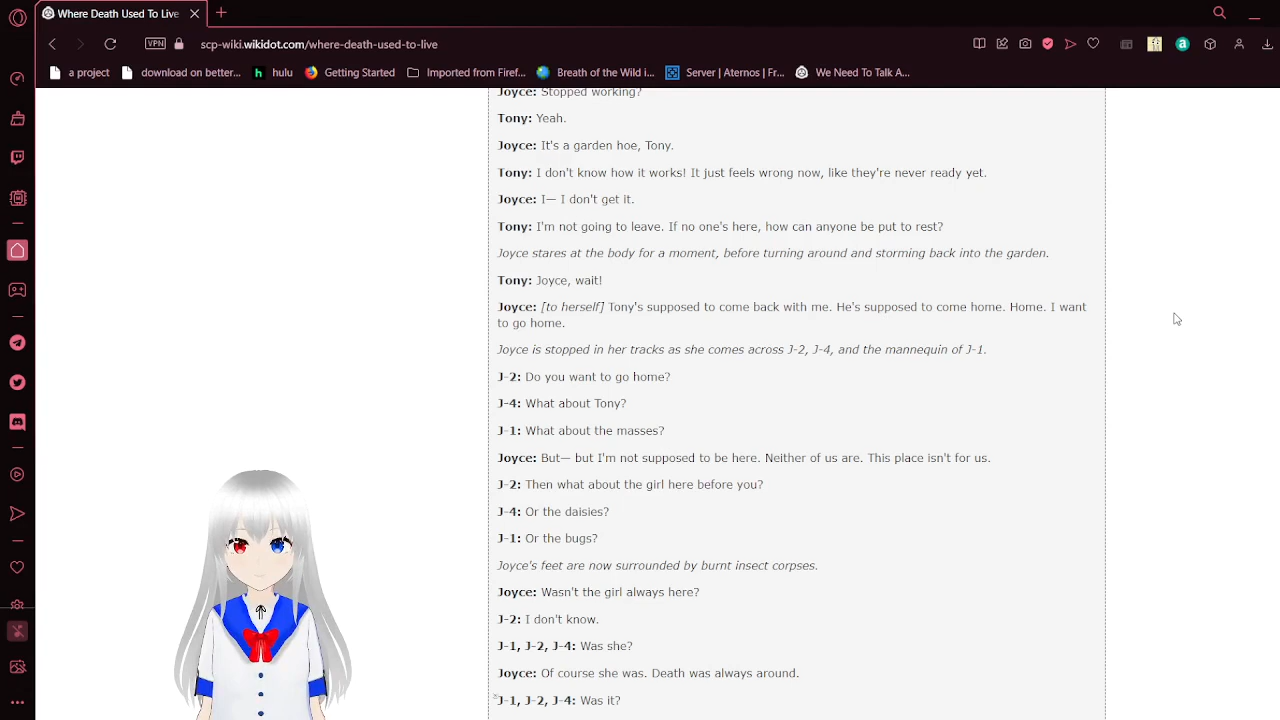 Where Death Used To Live
VPN
scp-wiki.wikidot.com/where-death-used-to-live
a project
download on better...
hulu
Getting Started
Imported from Firef...
Breath of the Wild i...
Server | Aternos | Fr...
We Need To Talk A...
Joyce: Stopped working?
Tony: Yeah.
Joyce: It's a garden hoe, Tony.
Tony: I don't know how it works! It just feels wrong now, like they're never ready yet.
Joyce: I— I don't get it.
Tony: I'm not going to leave. If no one's here, how can anyone be put to rest?
Joyce stares at the body for a moment, before turning around and storming back into the garden.
Tony: Joyce, wait!
Joyce: [to herself] Tony's supposed to come back with me. He's supposed to come home. Home. I want
to go home.
Joyce is stopped in her tracks as she comes across J-2, J-4, and the mannequin of J-1.
J-2: Do you want to go home?
J-4: What about Tony?
J-1: What about the masses?
Joyce: But— but I'm not supposed to be here. Neither of us are. This place isn't for us.
J-2: Then what about the girl here before you?
J-4: Or the daisies?
J-1: Or the bugs?
Joyce's feet are now surrounded by burnt insect corpses.
Joyce: Wasn't the girl always here?
J-2: I don't know.
J-1, J-2, J-4: Was she?
Joyce: Of course she was. Death was always around.
J-1, J-2, J-4: Was it?